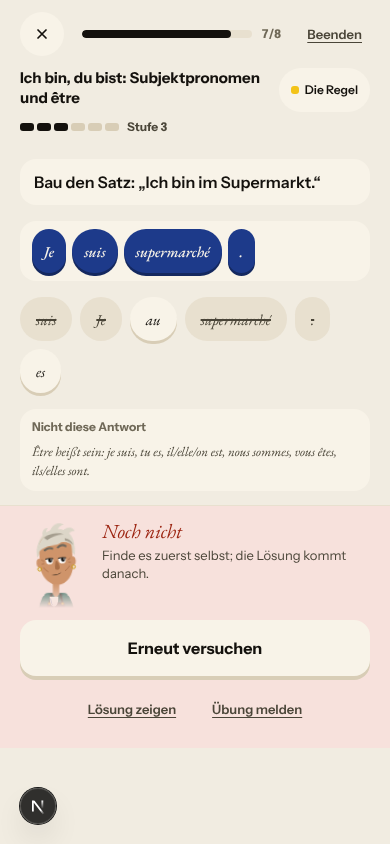 ✕ 7/8 Beenden
Ich bin, du bist: Subjektpronomen
und être
Die Regel
Stufe 3
Bau den Satz: „Ich bin im Supermarkt.“
Je suis supermarché .
suis Je au supermarché .
es
Nicht diese Antwort
Être heißt sein: je suis, tu es, il/elle/on est, nous sommes, vous êtes,
ils/elles sont.
Noch nicht
Finde es zuerst selbst; die Lösung kommt
danach.
Erneut versuchen
Lösung zeigen Übung melden
N